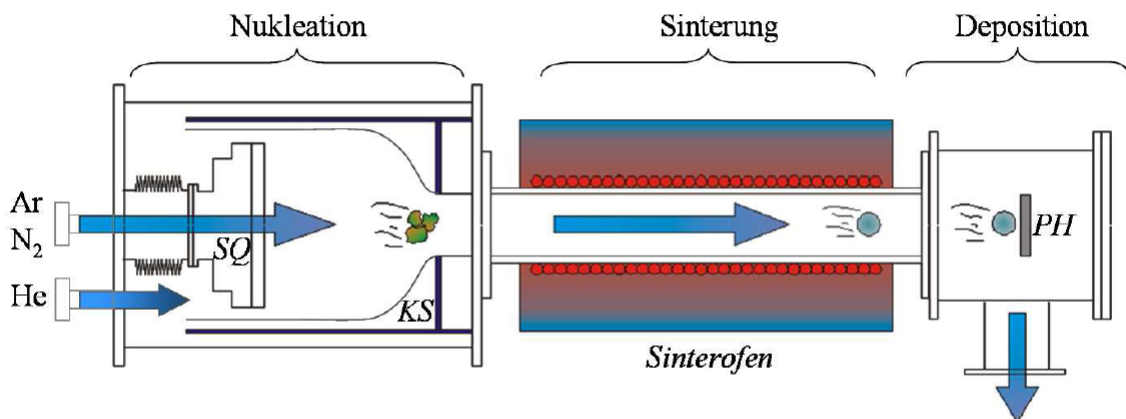 Nukleation
Sinterung
Deposition
Ar
N₂
He
SQ
KS
PH
Sinterofen